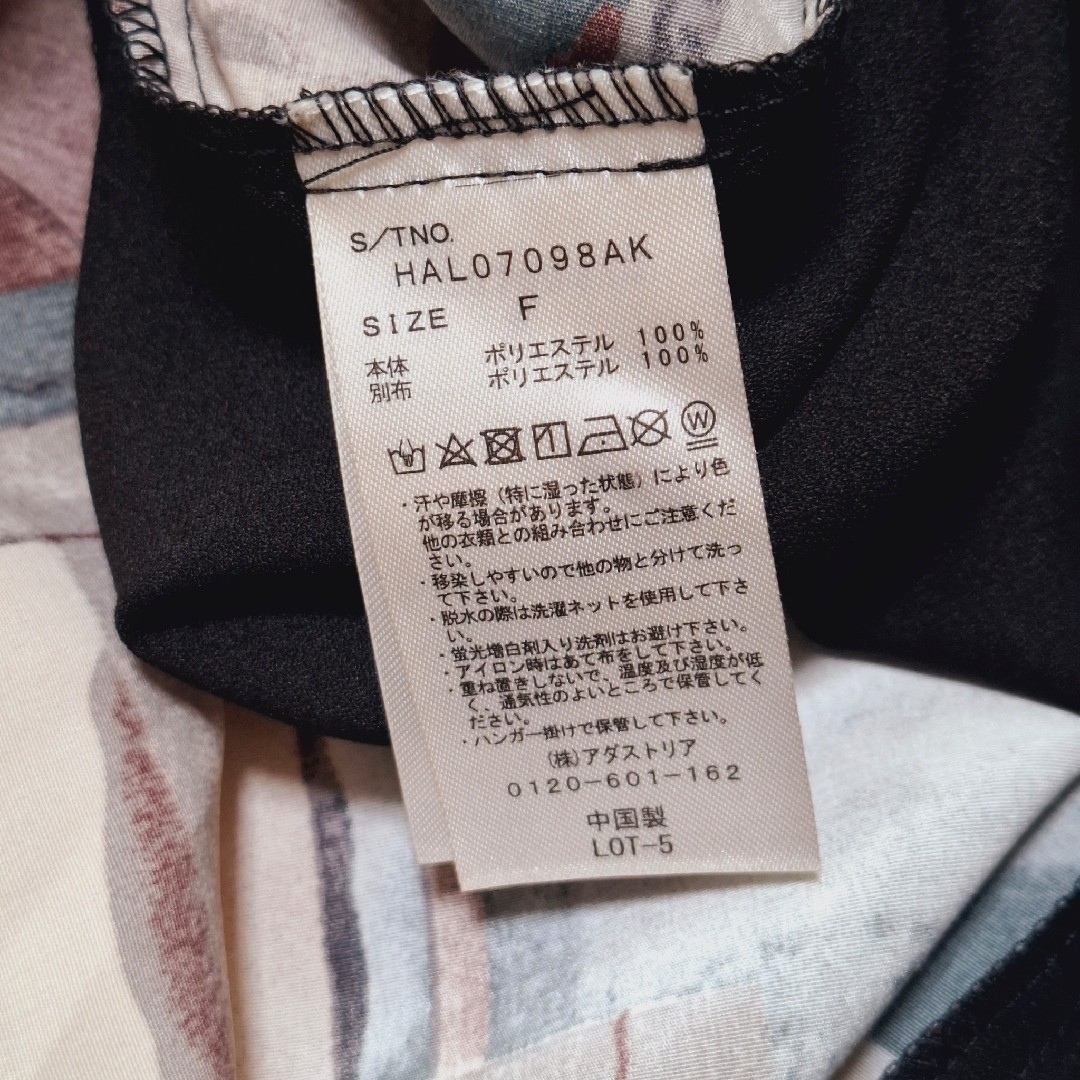 S/TNO.
HAL07098AK
SIZE F
本体 ポリエステル 100%
別布 ポリエステル 100%
W
・汗や摩擦（特に湿った状態）により色
が移る場合があります。
他の衣類との組み合わせにご注意くだ
さい。
・移染しやすいので他の物と分けて洗っ
て下さい。
・脱水の際は洗濯ネットを使用して下さ
い。
・蛍光増白剤入り洗剤はお避け下さい。
・アイロン時はあて布をして下さい。
・重ね置きしないで、温度及び湿度が低
く、通気性のよいところで保管してく
ださい。
・ハンガー掛けで保管して下さい。
(株)アダストリア
0120-601-162
中国製
LOT-5